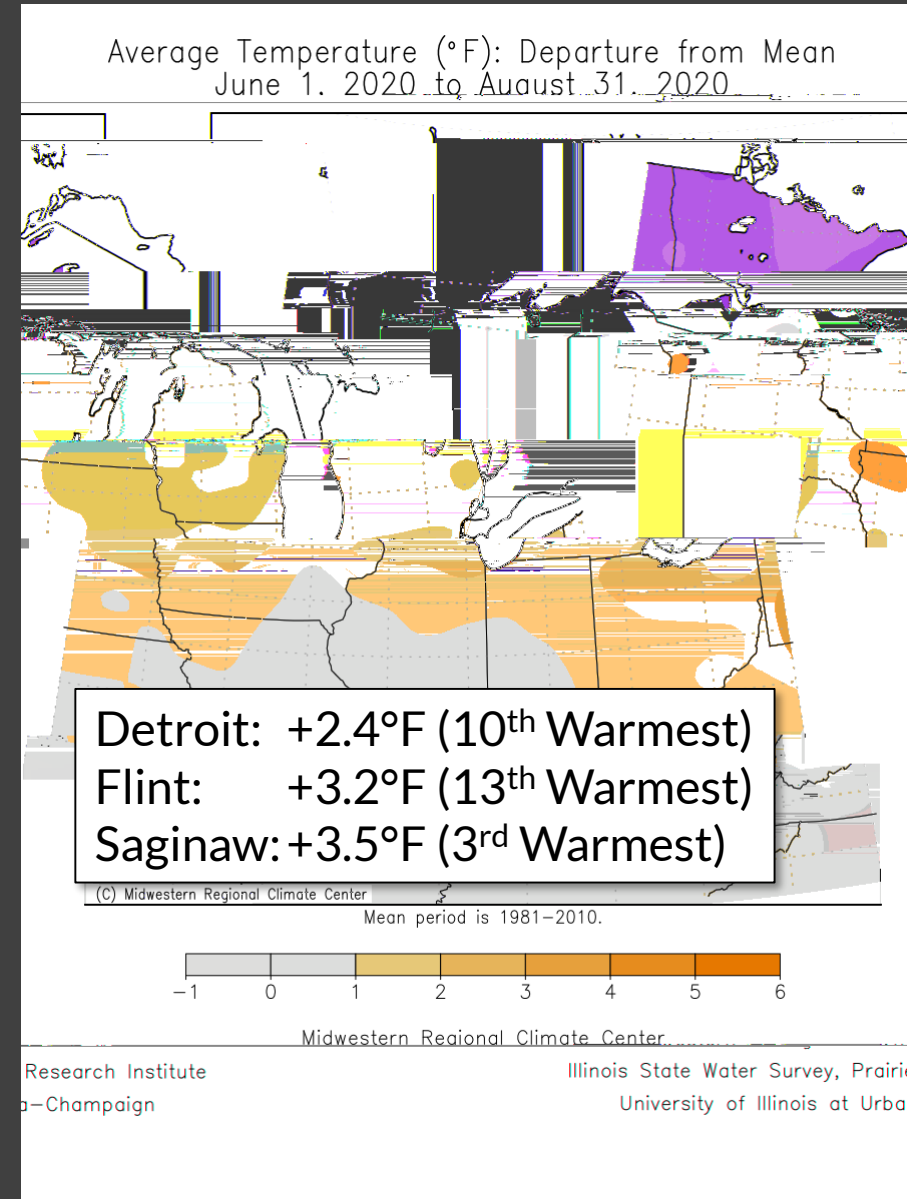 Average Temperature (°F): Departure from Mean
June 1, 2020 to August 31, 2020
Detroit: +2.4°F (10th Warmest)
Flint: +3.2°F (13th Warmest)
Saginaw: +3.5°F (3rd Warmest)
(C) Midwestern Regional Climate Center
Mean period is 1981-2010.
-1 0 1 2 3 4 5 6
Midwestern Regional Climate Center
Research Institute Illinois State Water Survey, Prairie
a-Champaign University of Illinois at Urba